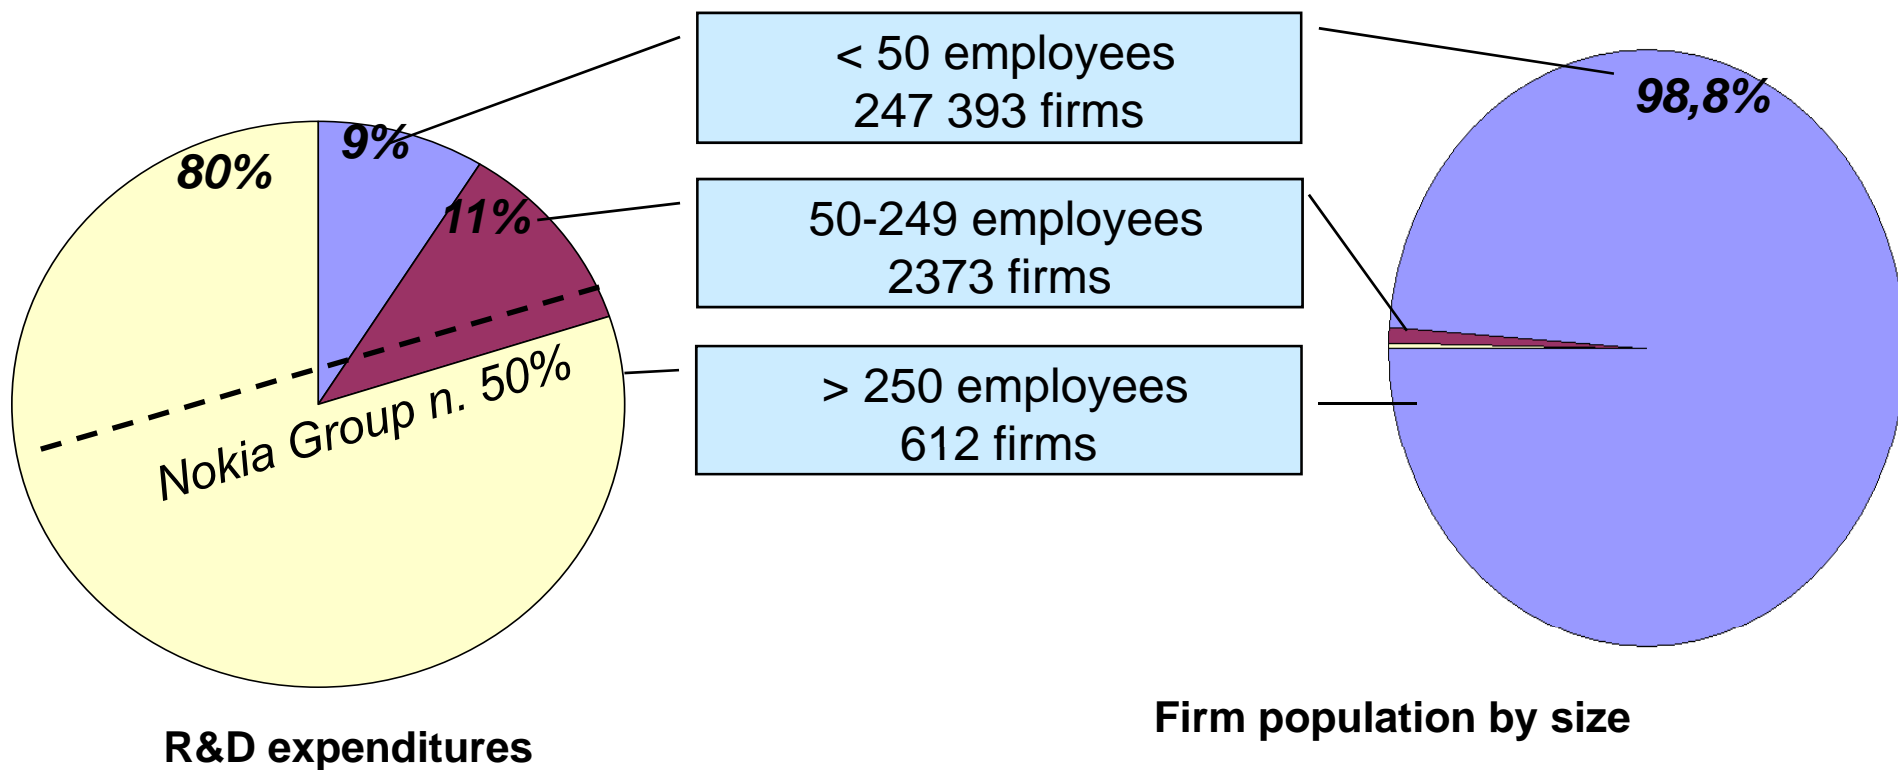 < 50 employees
247 393 firms
98,8%
9%
80%
11%
50-249 employees
2373 firms
> 250 employees
612 firms
Nokia Group n. 50%
Firm population by size
R&D expenditures